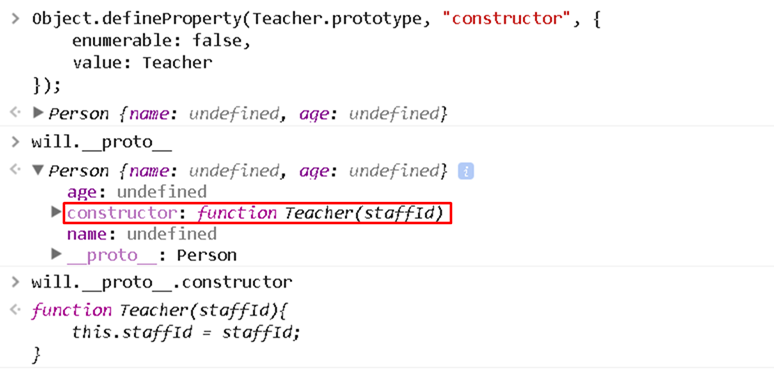 > Object.defineProperty(Teacher.prototype, "constructor", {
enumerable: false,
value: Teacher
});
Person {name: undefined, age: undefined}
> will.__proto__
Person {name: undefined, age: undefined} i
age: undefined
constructor: function Teacher(staffId)
name: undefined
__proto__: Person
> will.__proto__.constructor
function Teacher(staffId){
this.staffId = staffId;
}